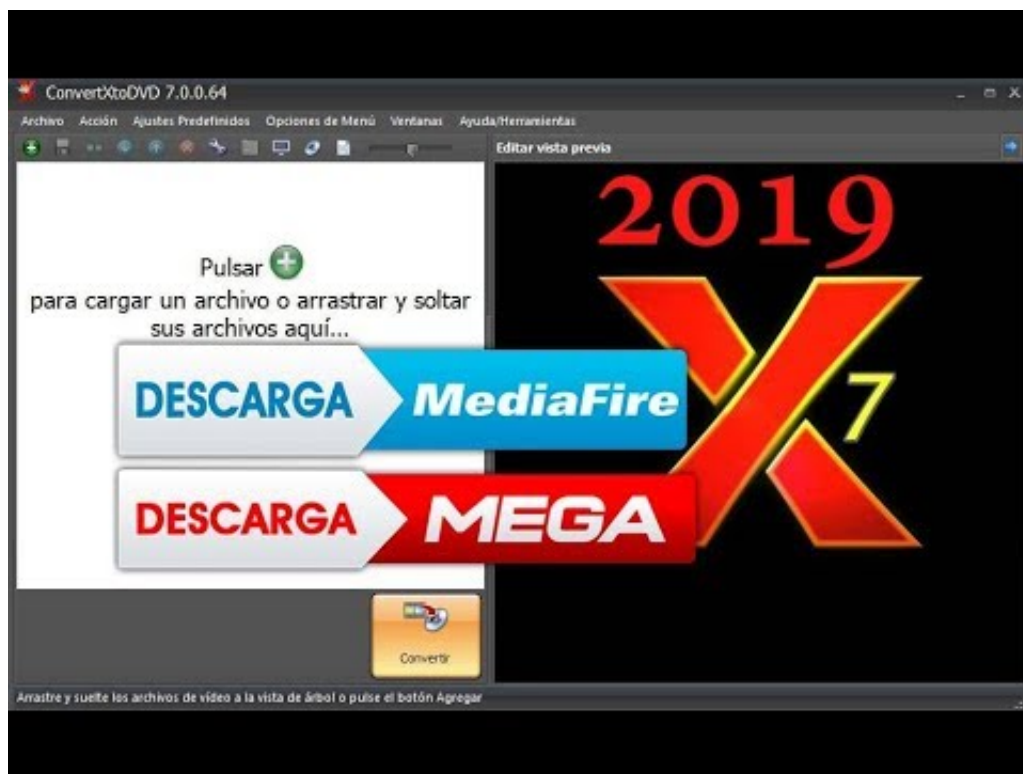 ConvertXtoDVD 7.0.0.64
Archivo Acción Ajustes Predefinidos Opciones de Menú Ventanas Ayuda/Herramientas
Editar vista previa
2019
X 7
Pulsar
para cargar un archivo o arrastrar y soltar
sus archivos aquí...
DESCARGA MediaFire
DESCARGA MEGA
Convertir
Arrastre y suelte los archivos de vídeo a la vista de árbol o pulse el botón Agregar